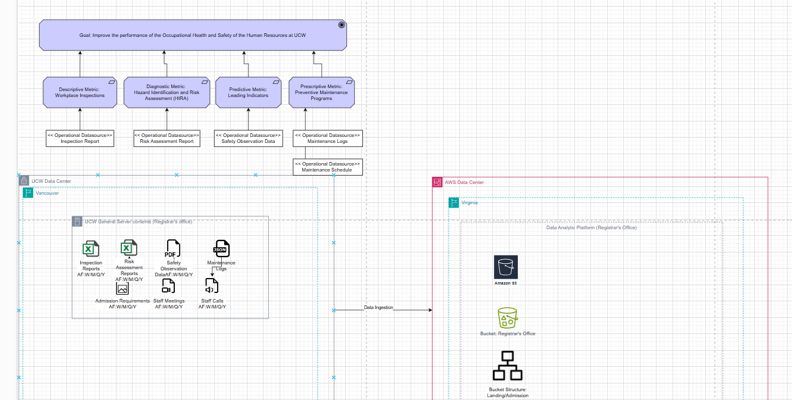 Goal: Improve the performance of the Occupational Health and Safety of the Human Resources at UCW
Descriptive Metric:
Workplace Inspections
Diagnostic Metric:
Hazard Identification and Risk
Assessment (HIRA)
Predictive Metric:
Leading Indicators
Prescriptive Metric:
Preventive Maintenance
Programs
<< Operational Datasource>>
Inspection Report
<< Operational Datasource>>
Risk Assessment Report
<< Operational Datasource>>
Safety Observation Data
<< Operational Datasource>>
Maintenance Logs
<< Operational Datasource>>
Maintenance Schedule
UCW Data Center
Vancouver
UCW General Server contains (Registrar's office)
Inspection
Reports
AF:W/M/Q/Y
Risk
Assessment
Reports
AF:W/M/Q/Y
PDF
Safety
Observation
DataAF:W/M/Q/Y
JSON
Maintenance
Logs
Admission Requirements
AF:W/M/Q/Y
Staff Meetings
AF:W/M/Q/Y
Staff Calls
AF:W/M/Q/Y
Data Ingestion
AWS Data Center
Virginia
Data Analytic Platform (Registrar's Office)
Amazon S3
Bucket: Registrar's Office
Bucket Structure:
Landing/Admission